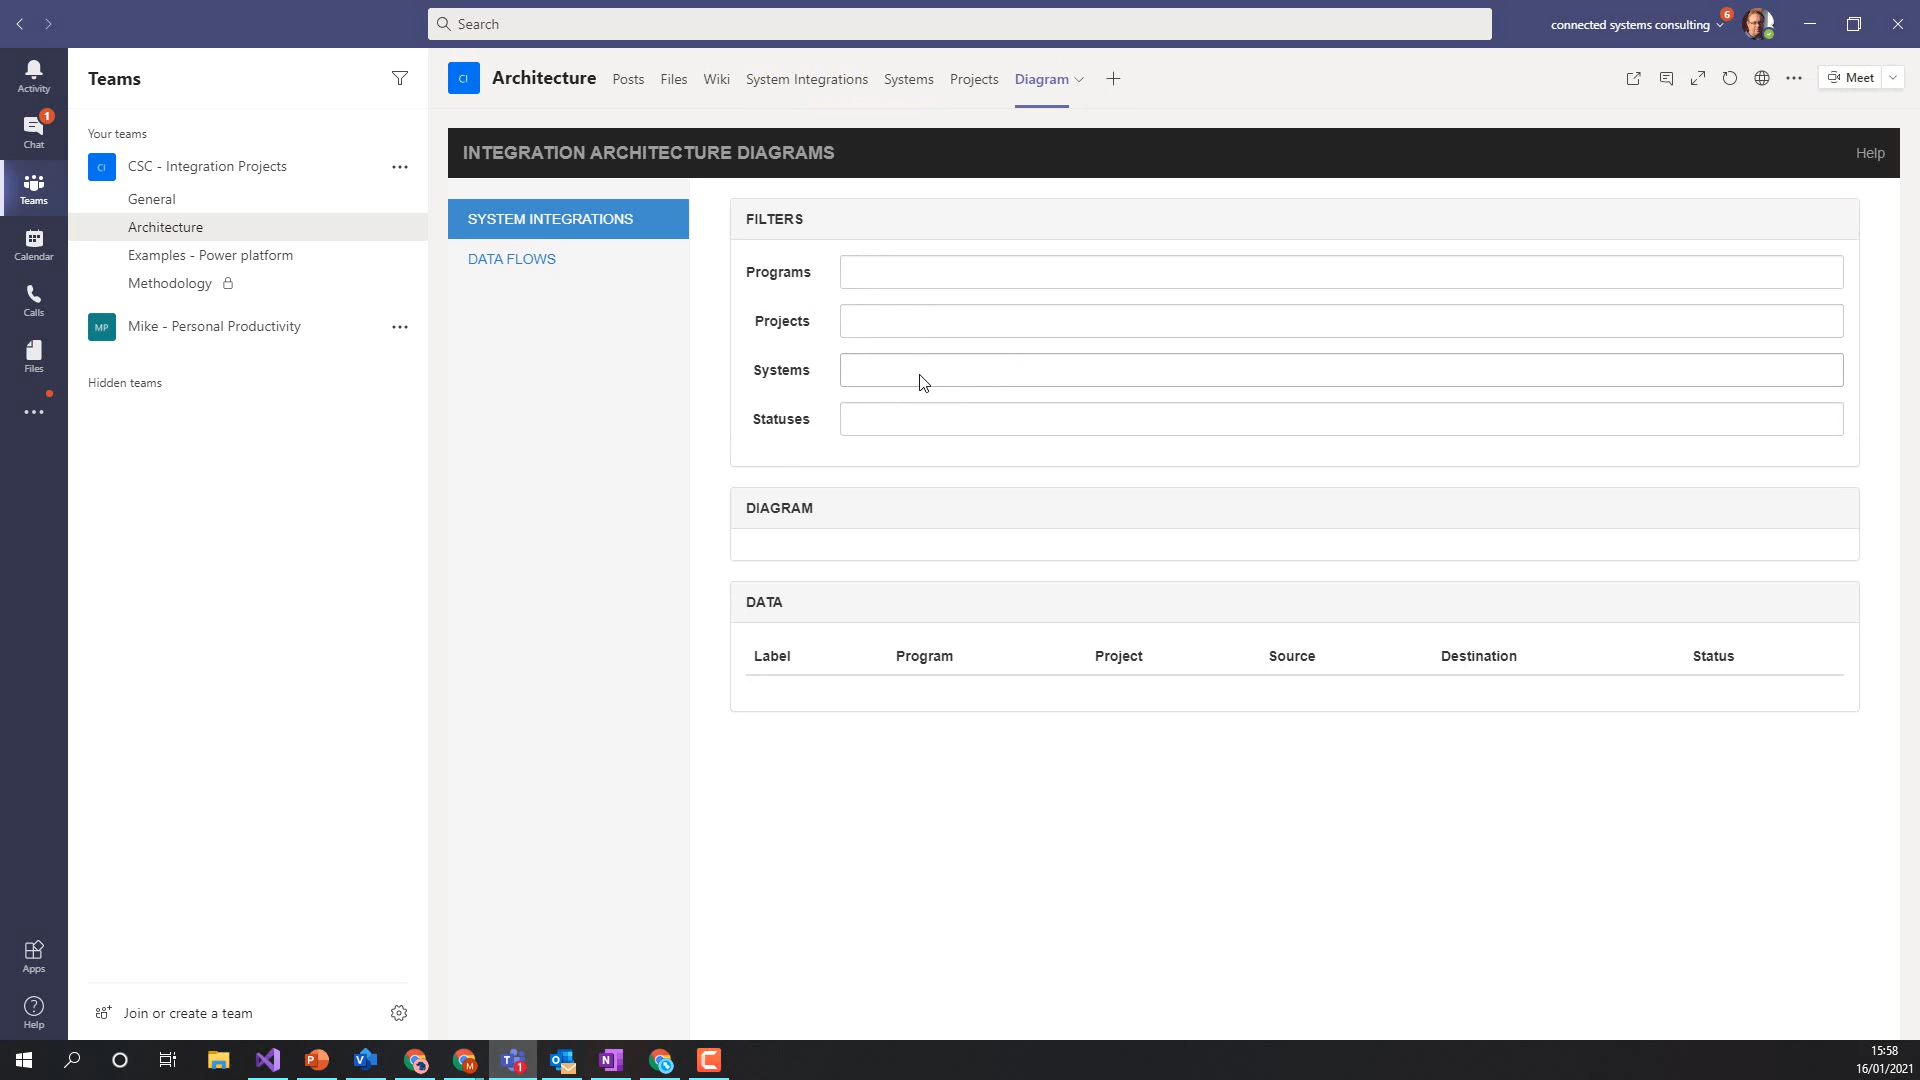 Search
connected systems consulting
6
Activity
Chat
1
Teams
Calendar
Calls
Files
Apps
Help
Teams
Your teams
CI
CSC - Integration Projects
General
Architecture
Examples - Power platform
Methodology
MP
Mike - Personal Productivity
Hidden teams
Join or create a team
CI
Architecture
Posts
Files
Wiki
System Integrations
Systems
Projects
Diagram
Meet
INTEGRATION ARCHITECTURE DIAGRAMS
Help
SYSTEM INTEGRATIONS
DATA FLOWS
FILTERS
Programs
Projects
Systems
Statuses
DIAGRAM
DATA
Label Program Project Source Destination Status
15:58
16/01/2021